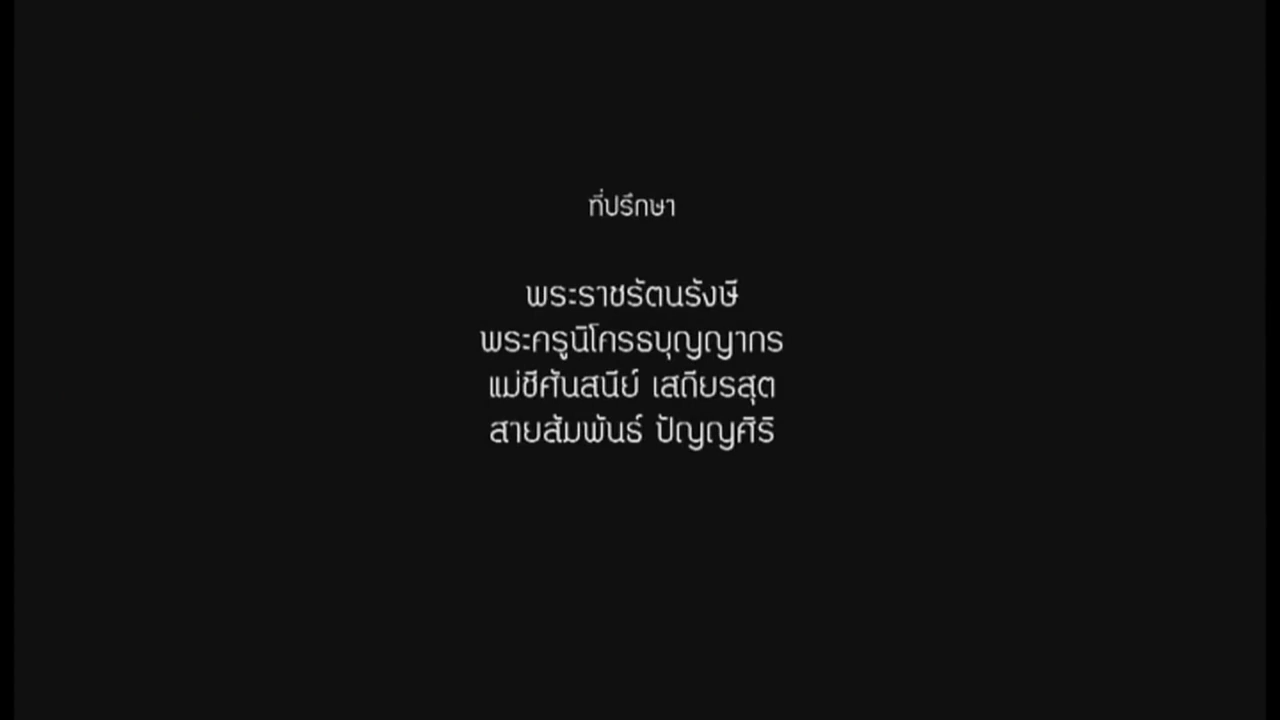 ที่ปรึกษา
พระราชรัตนรังษี
พระครูนิโครธบุญญากร
แม่ชีศันสนีย์ เสถียรสุต
สายสัมพันธ์ ปัญญศิริ